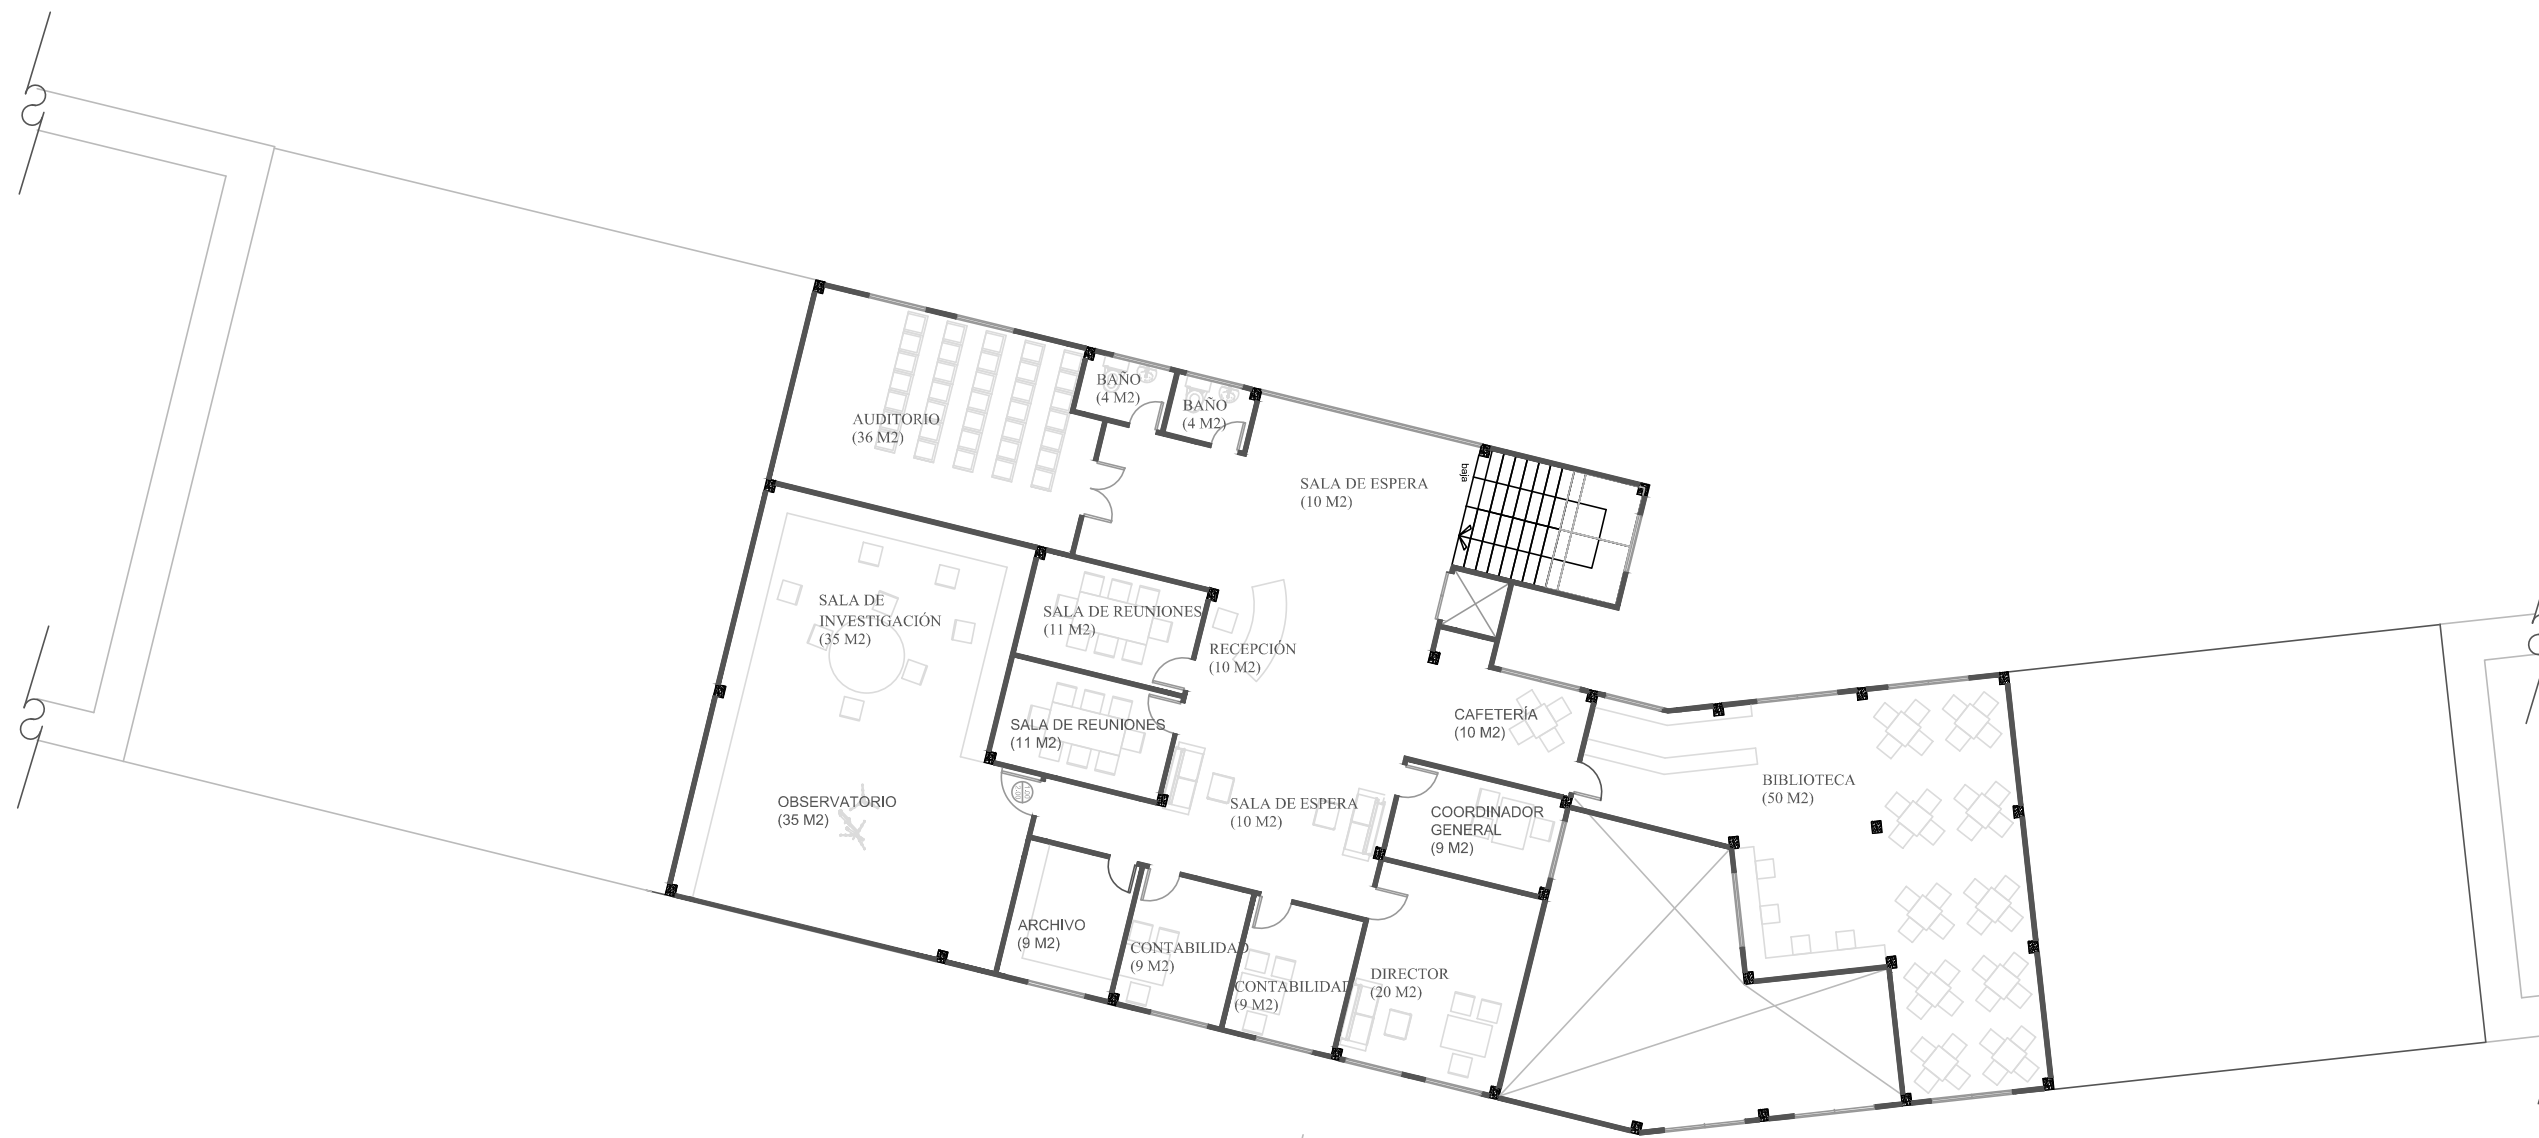 BAÑO
(4 M2)
BAÑO
(4 M2)
AUDITORIO
(36 M2)
SALA DE ESPERA
(10 M2)
baja
SALA DE
INVESTIGACIÓN
(35 M2)
SALA DE REUNIONES
(11 M2)
RECEPCIÓN
(10 M2)
SALA DE REUNIONES
(11 M2)
CAFETERÍA
(10 M2)
BIBLIOTECA
(50 M2)
OBSERVATORIO
(35 M2)
SALA DE ESPERA
(10 M2)
COORDINADOR
GENERAL
(9 M2)
ARCHIVO
(9 M2)
CONTABILIDAD
(9 M2)
CONTABILIDAD
(9 M2)
DIRECTOR
(20 M2)